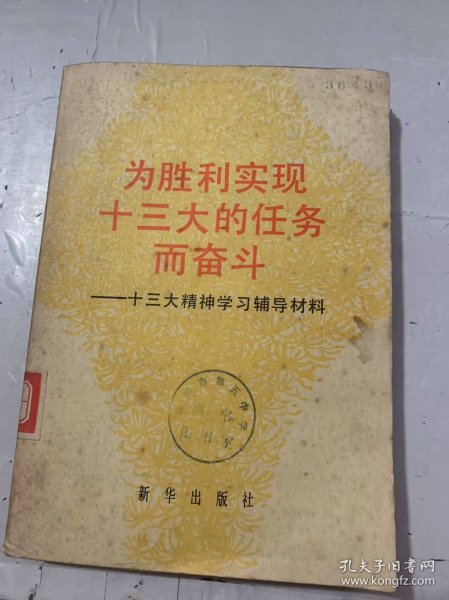 36439
为胜利实现
十三大的任务
而奋斗
——十三大精神学习辅导材料
新华出版社
孔夫子旧书网
www.kongfz.com